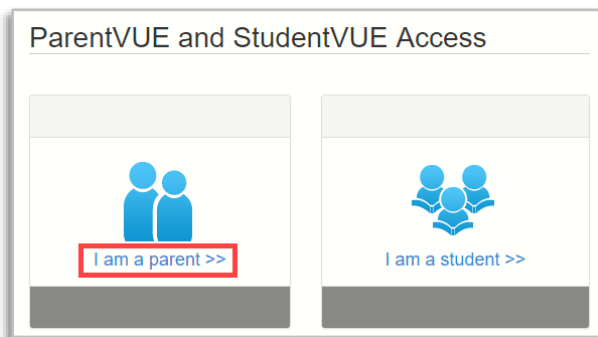 ParentVUE and StudentVUE Access
I am a parent >>
I am a student >>